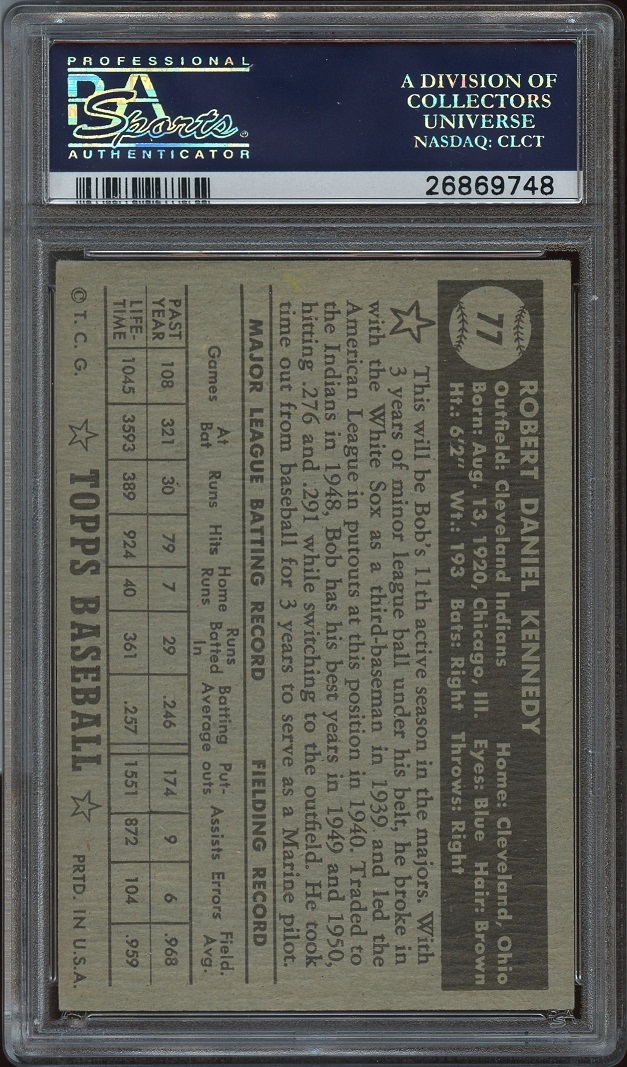 PROFESSIONAL
PSA
Sports
AUTHENTICATOR
A DIVISION OF
COLLECTORS
UNIVERSE
NASDAQ: CLCT
26869748
77
ROBERT DANIEL KENNEDY
Outfield: Cleveland Indians Home: Cleveland, Ohio
Born: Aug. 13, 1920, Chicago, Ill. Eyes: Blue Hair: Brown
Ht.: 6'2" Wt.: 193 Bats: Right Throws: Right
This will be Bob's 11th active season in the majors. With
3 years of minor league ball under his belt, he broke in
with the White Sox as a third-baseman in 1939 and led the
American League in putouts at this position in 1940. Traded to
the Indians in 1948, Bob has his best years in 1949 and 1950,
hitting .276 and .291 while switching to the outfield. He took
time out from baseball for 3 years to serve as a Marine pilot.
MAJOR LEAGUE BATTING RECORD FIELDING RECORD
Games At Bat Runs Hits Home Runs Runs Batted In Batting Average Put-outs Assists Errors Field. Avg.
PAST YEAR 108 321 30 79 7 29 .246 174 9 6 .968
LIFE-TIME 1045 3593 389 924 40 361 .257 1551 872 104 .959
© T. C. G. TOPPS BASEBALL PRTD. IN U.S.A.